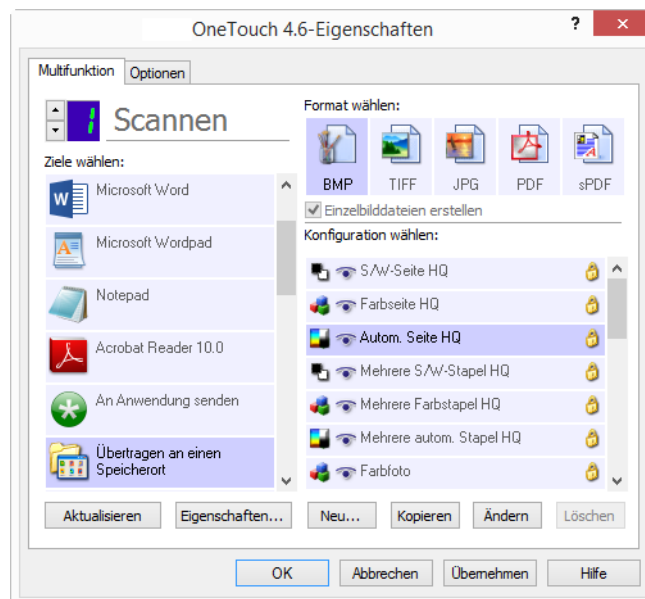 OneTouch 4.6-Eigenschaften
?
×
Multifunktion
Optionen
1
Scannen
Ziele wählen:
Microsoft Word
Microsoft Wordpad
Notepad
Acrobat Reader 10.0
An Anwendung senden
Übertragen an einen
Speicherort
Aktualisieren
Eigenschaften...
Format wählen:
BMP
TIFF
JPG
PDF
sPDF
Einzelbilddateien erstellen
Konfiguration wählen:
S/W-Seite HQ
Farbseite HQ
Autom. Seite HQ
Mehrere S/W-Stapel HQ
Mehrere Farbstapel HQ
Mehrere autom. Stapel HQ
Farbfoto
Neu...
Kopieren
Ändern
Löschen
OK
Abbrechen
Übernehmen
Hilfe